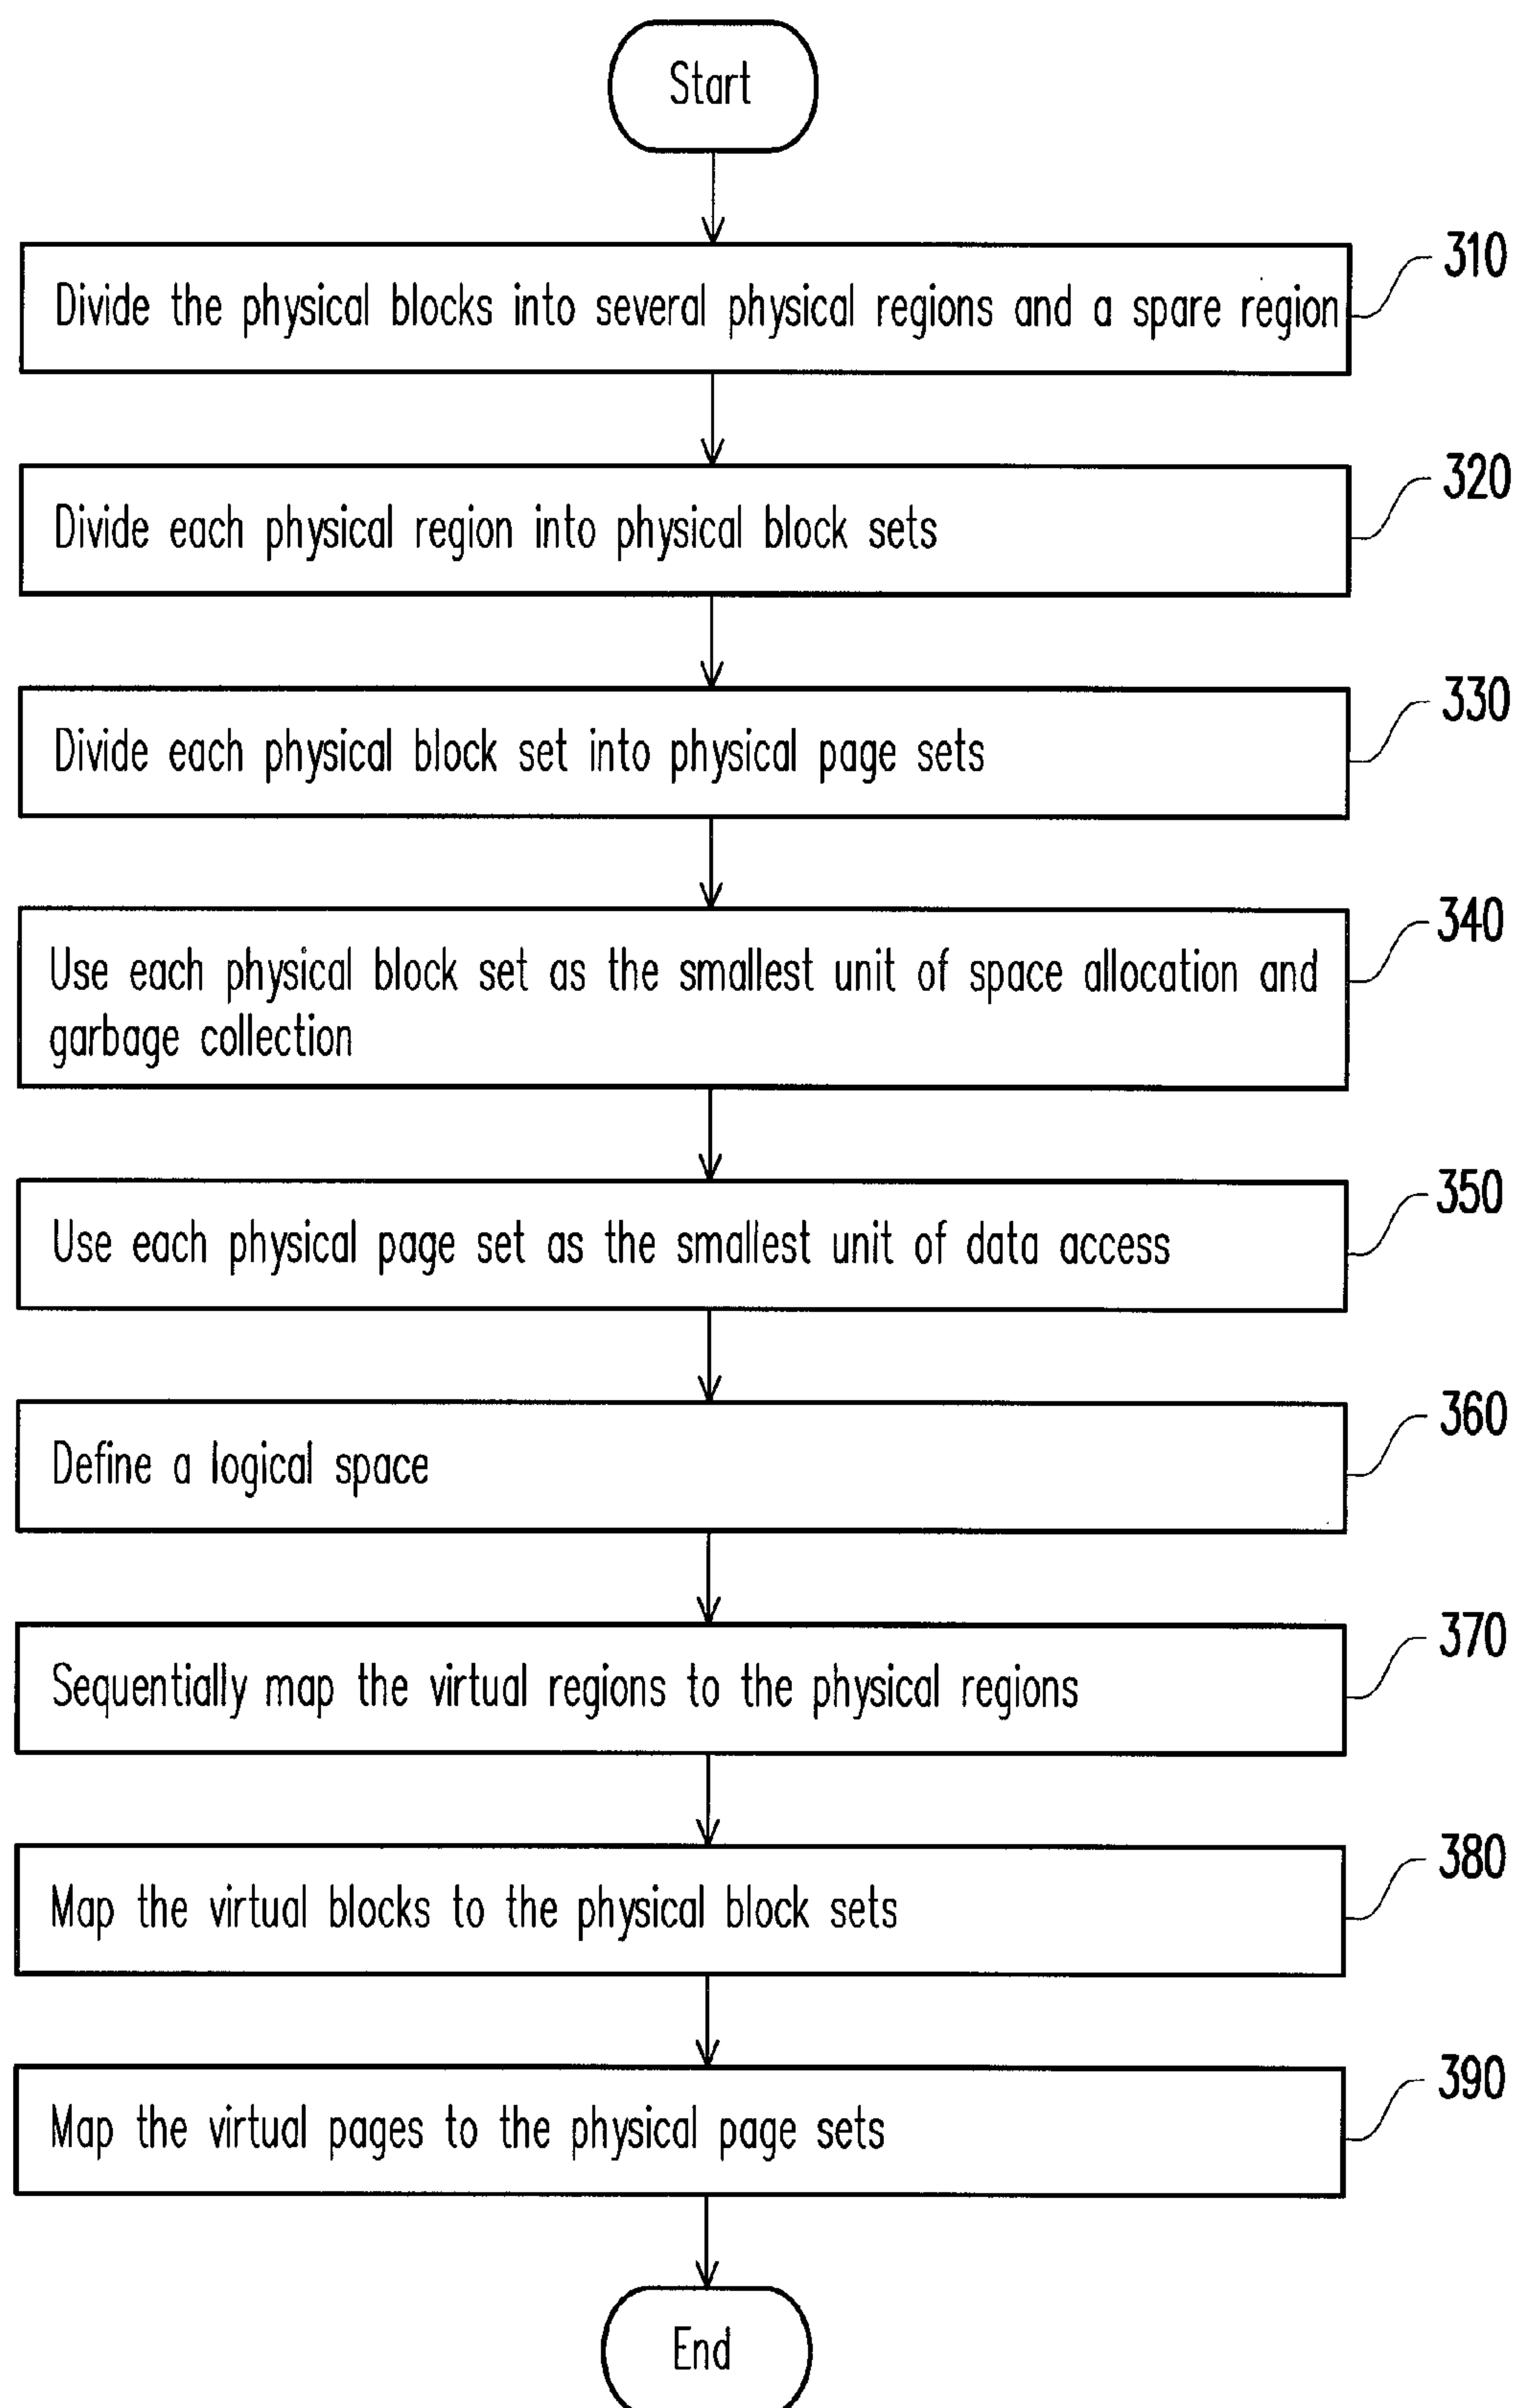 Start
Divide the physical blocks into several physical regions and a spare region
310
Divide each physical region into physical block sets
320
Divide each physical block set into physical page sets
330
Use each physical block set as the smallest unit of space allocation and
garbage collection
340
Use each physical page set as the smallest unit of data access
350
Define a logical space
360
Sequentially map the virtual regions to the physical regions
370
Map the virtual blocks to the physical block sets
380
Map the virtual pages to the physical page sets
390
End